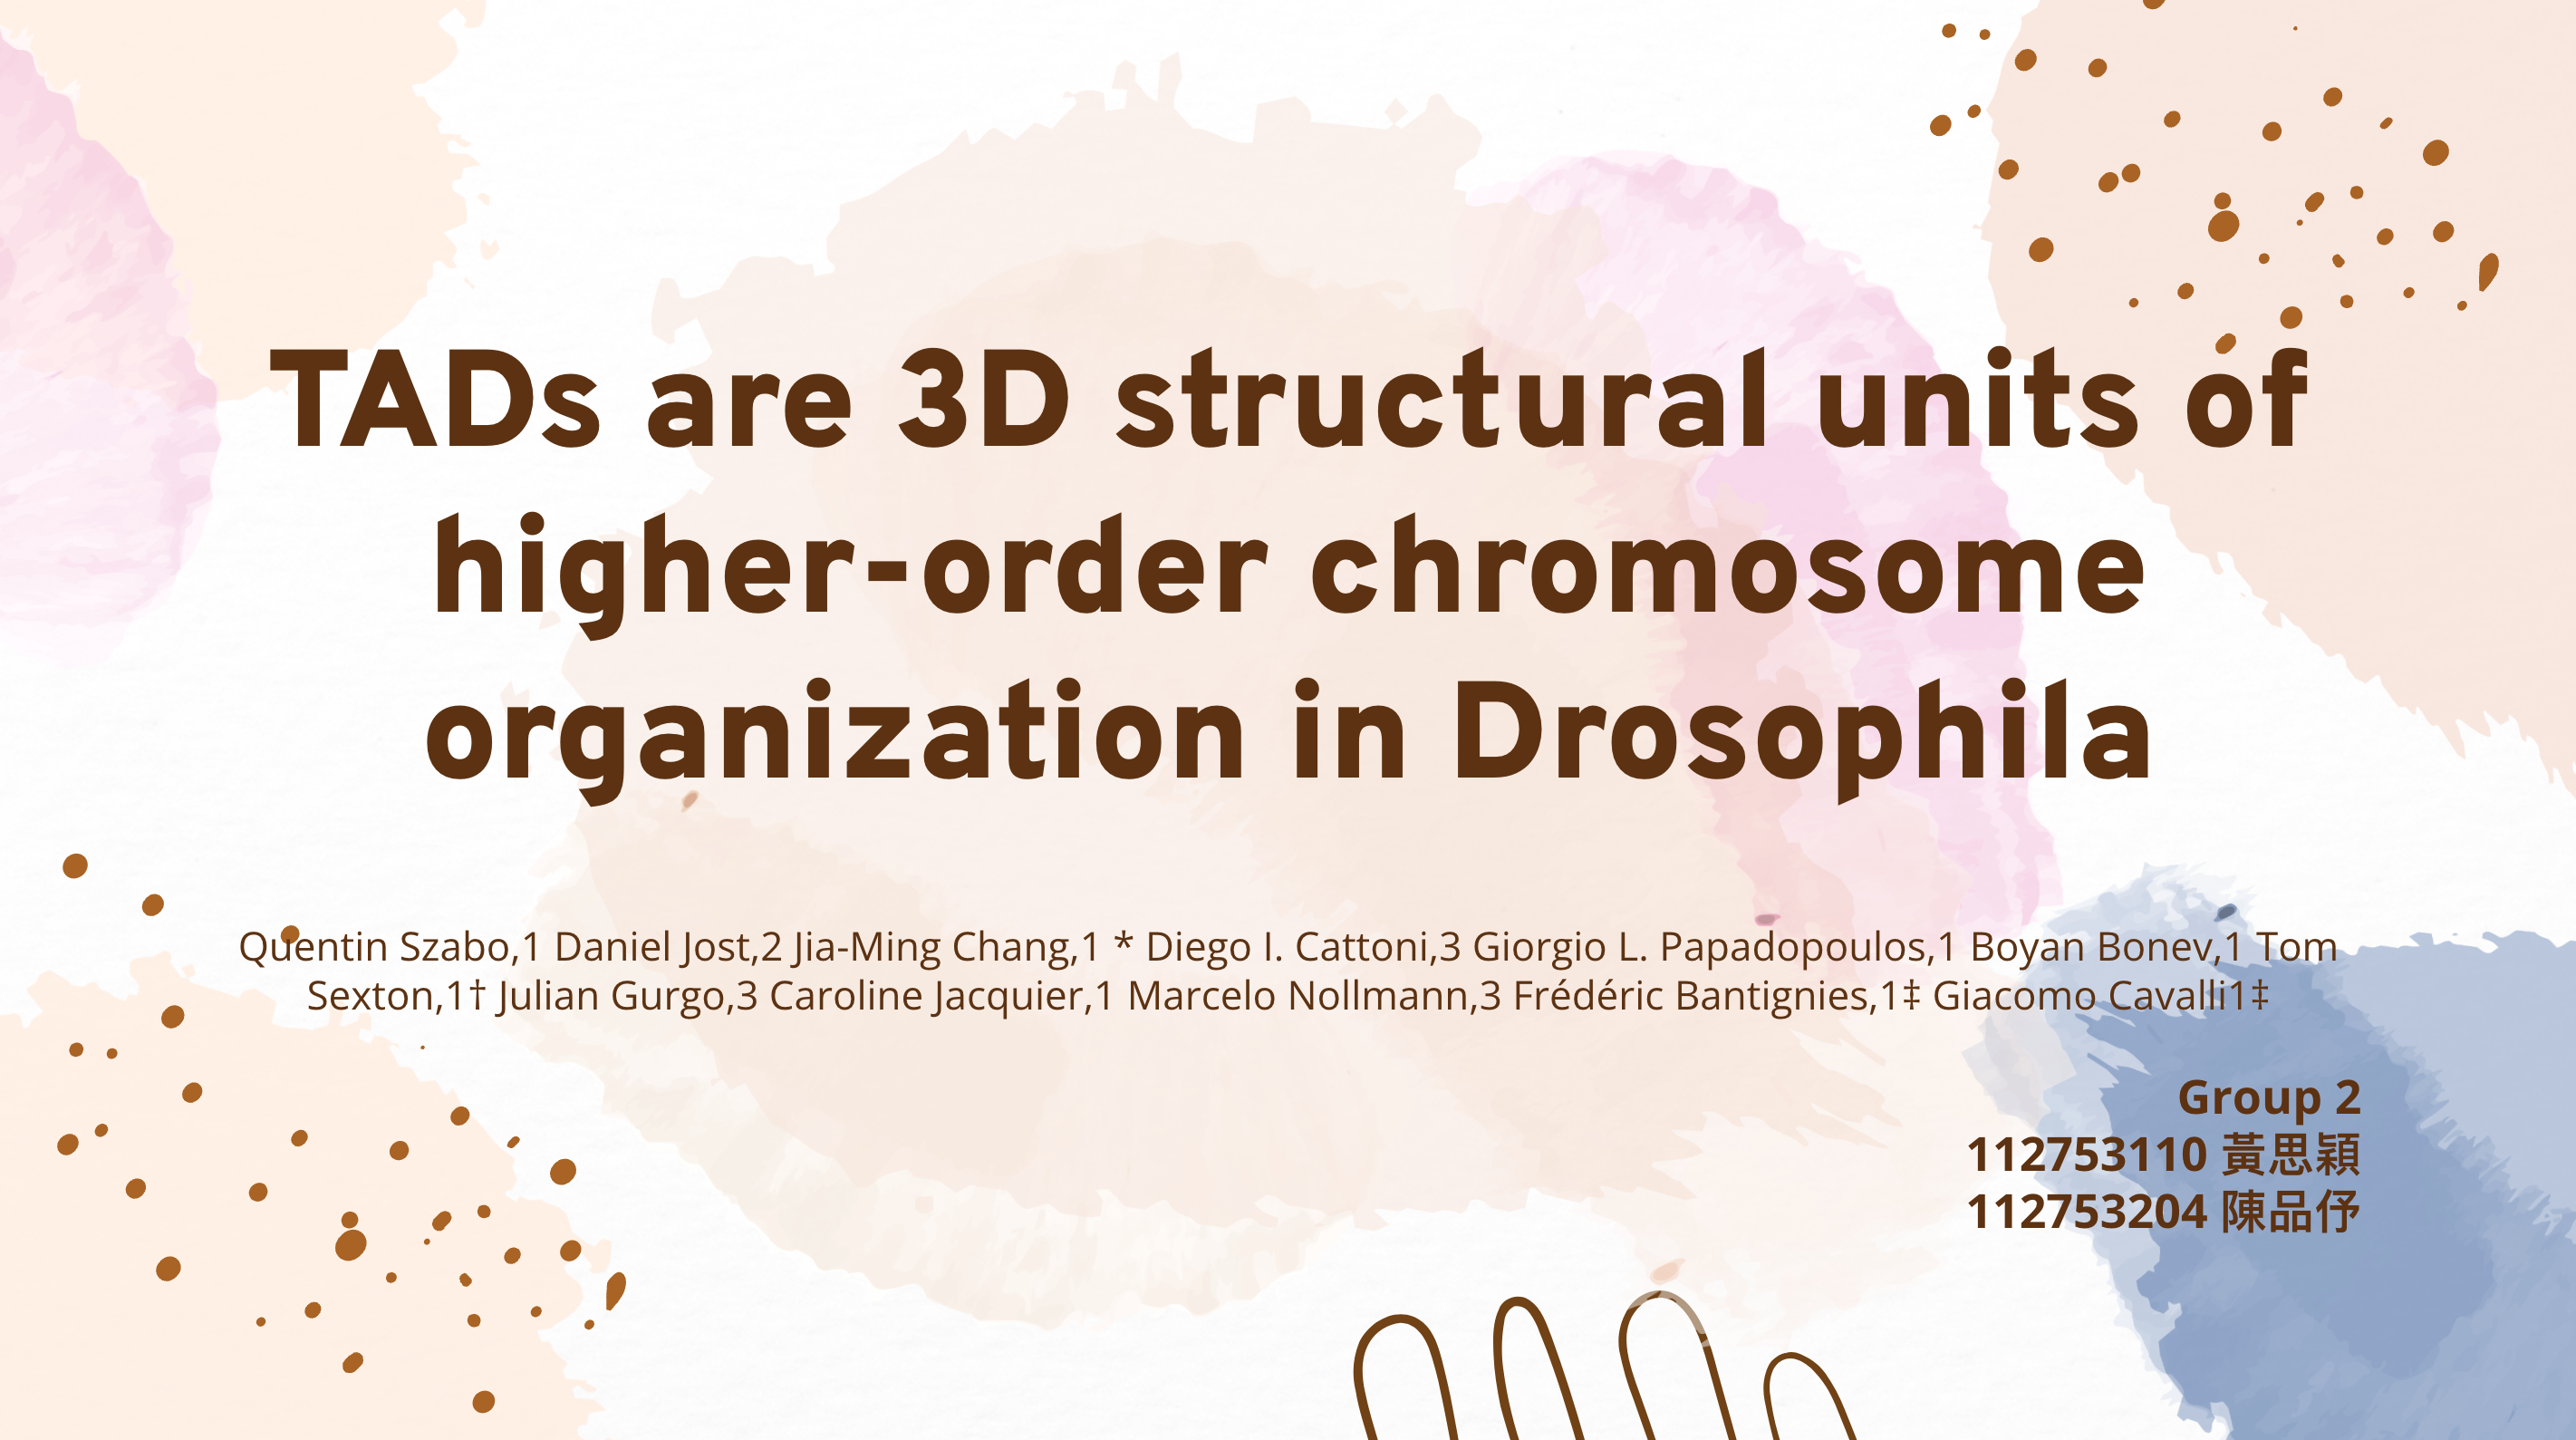 TADs are 3D structural units of
higher-order chromosome
organization in Drosophila
Quentin Szabo,1 Daniel Jost,2 Jia-Ming Chang,1 * Diego I. Cattoni,3 Giorgio L. Papadopoulos,1 Boyan Bonev,1 Tom
Sexton,1† Julian Gurgo,3 Caroline Jacquier,1 Marcelo Nollmann,3 Frédéric Bantignies,1‡ Giacomo Cavalli1‡
Group 2
112753110 黃思穎
112753204 陳品伃